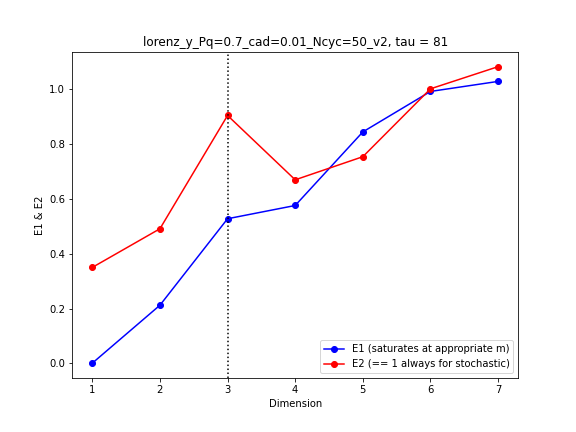 lorenz_y_Pq=0.7_cad=0.01_Ncyc=50_v2, tau = 81
1.0
0.8
0.6
0.4
0.2
0.0
E1 & E2
E1 (saturates at appropriate m)
E2 (== 1 always for stochastic)
1 2 3 4 5 6 7
Dimension